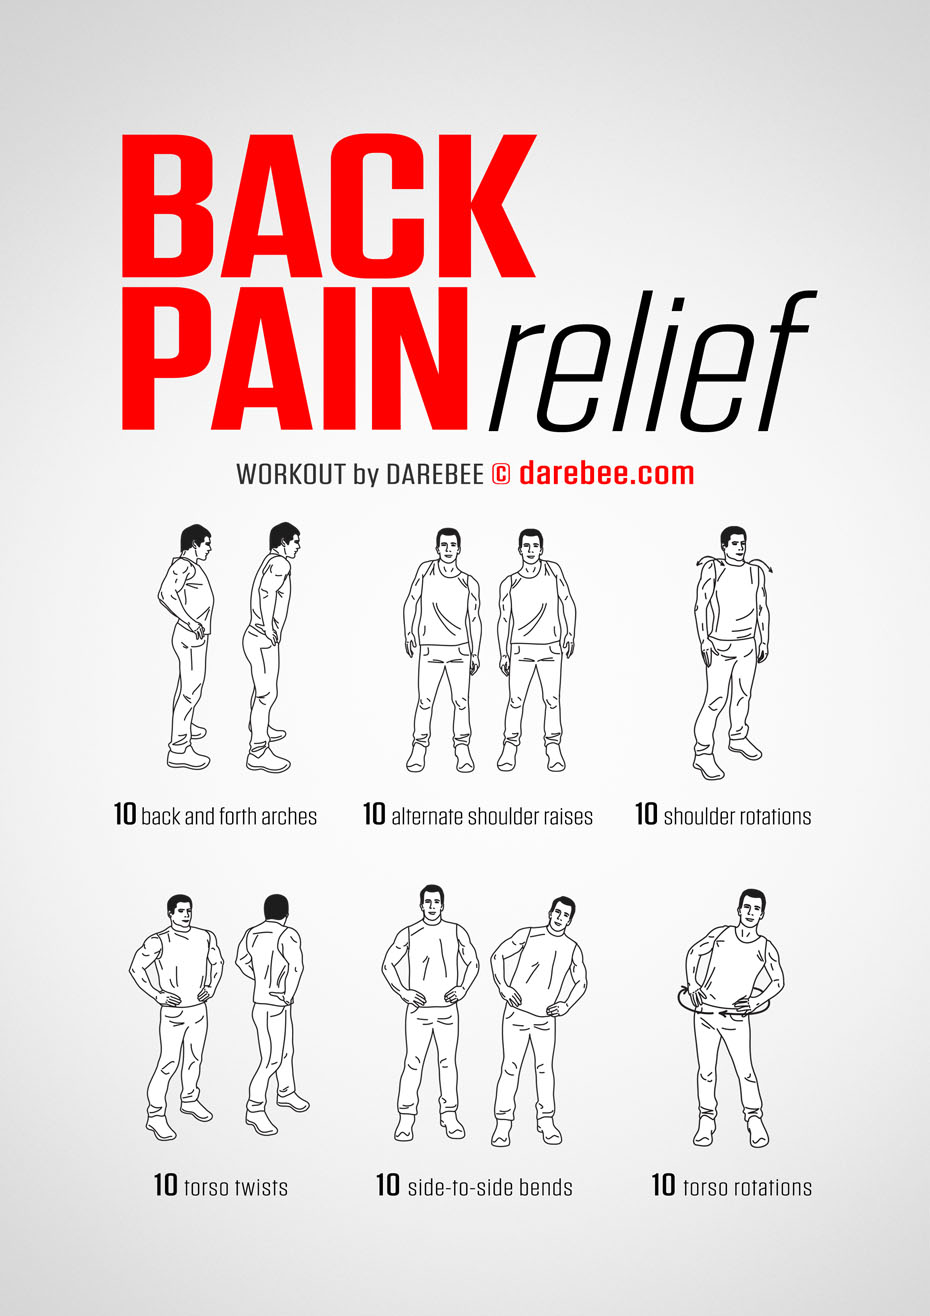 BACK
PAIN relief
WORKOUT by DAREBEE © darebee.com
10 back and forth arches
10 alternate shoulder raises
10 shoulder rotations
10 torso twists
10 side-to-side bends
10 torso rotations